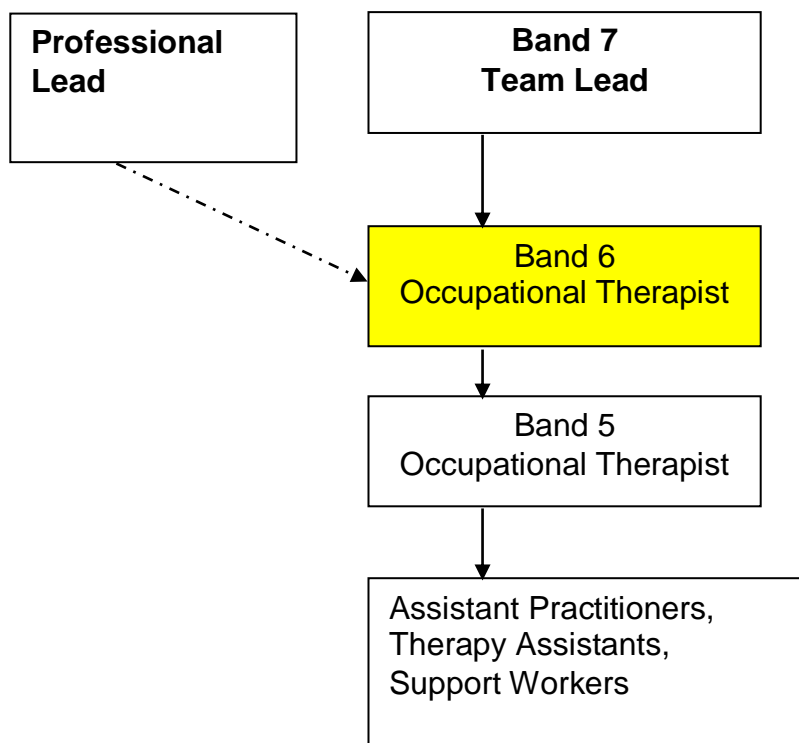 Professional
Lead
Band 7
Team Lead
Band 6
Occupational Therapist
Band 5
Occupational Therapist
Assistant Practitioners,
Therapy Assistants,
Support Workers